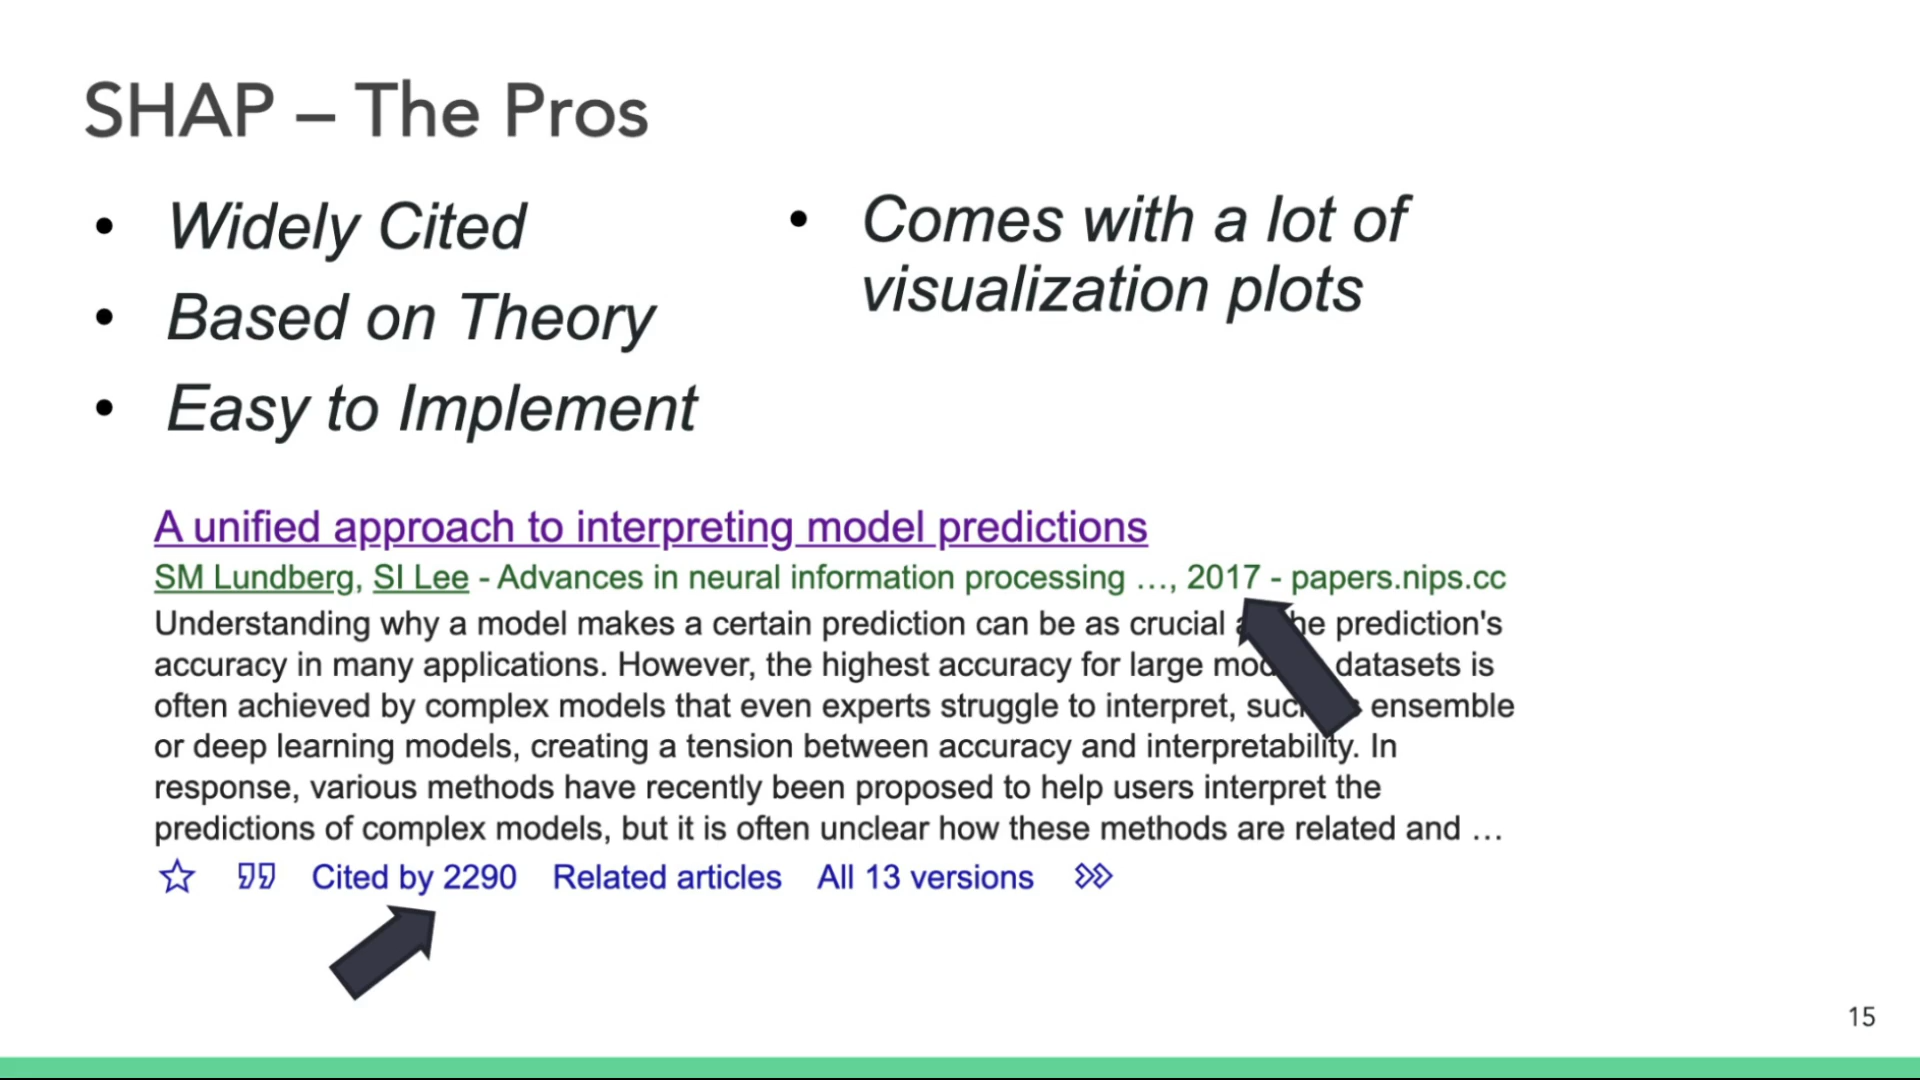 SHAP – The Pros
• Widely Cited
• Based on Theory
• Easy to Implement
• Comes with a lot of
visualization plots
A unified approach to interpreting model predictions
SM Lundberg, SI Lee - Advances in neural information processing …, 2017 - papers.nips.cc
Understanding why a model makes a certain prediction can be as crucial he prediction's
accuracy in many applications. However, the highest accuracy for large mod datasets is
often achieved by complex models that even experts struggle to interpret, suc ensemble
or deep learning models, creating a tension between accuracy and interpretability. In
response, various methods have recently been proposed to help users interpret the
predictions of complex models, but it is often unclear how these methods are related and …
Cited by 2290 Related articles All 13 versions
15